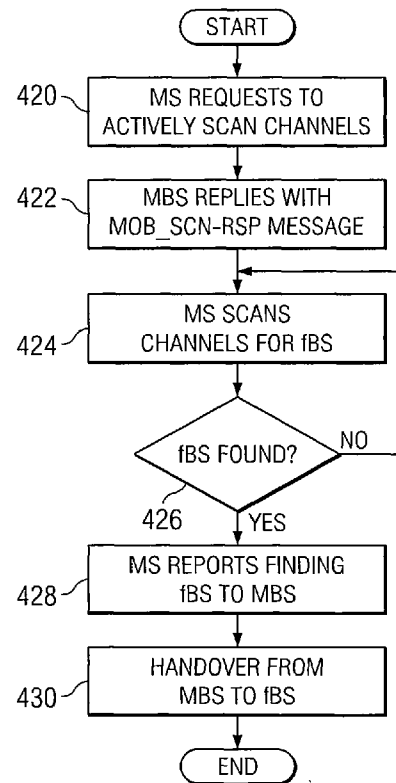 START
420
MS REQUESTS TO
ACTIVELY SCAN CHANNELS
422
MBS REPLIES WITH
MOB_SCN-RSP MESSAGE
424
MS SCANS
CHANNELS FOR fBS
fBS FOUND?
NO
426
YES
428
MS REPORTS FINDING
fBS TO MBS
430
HANDOVER FROM
MBS TO fBS
END